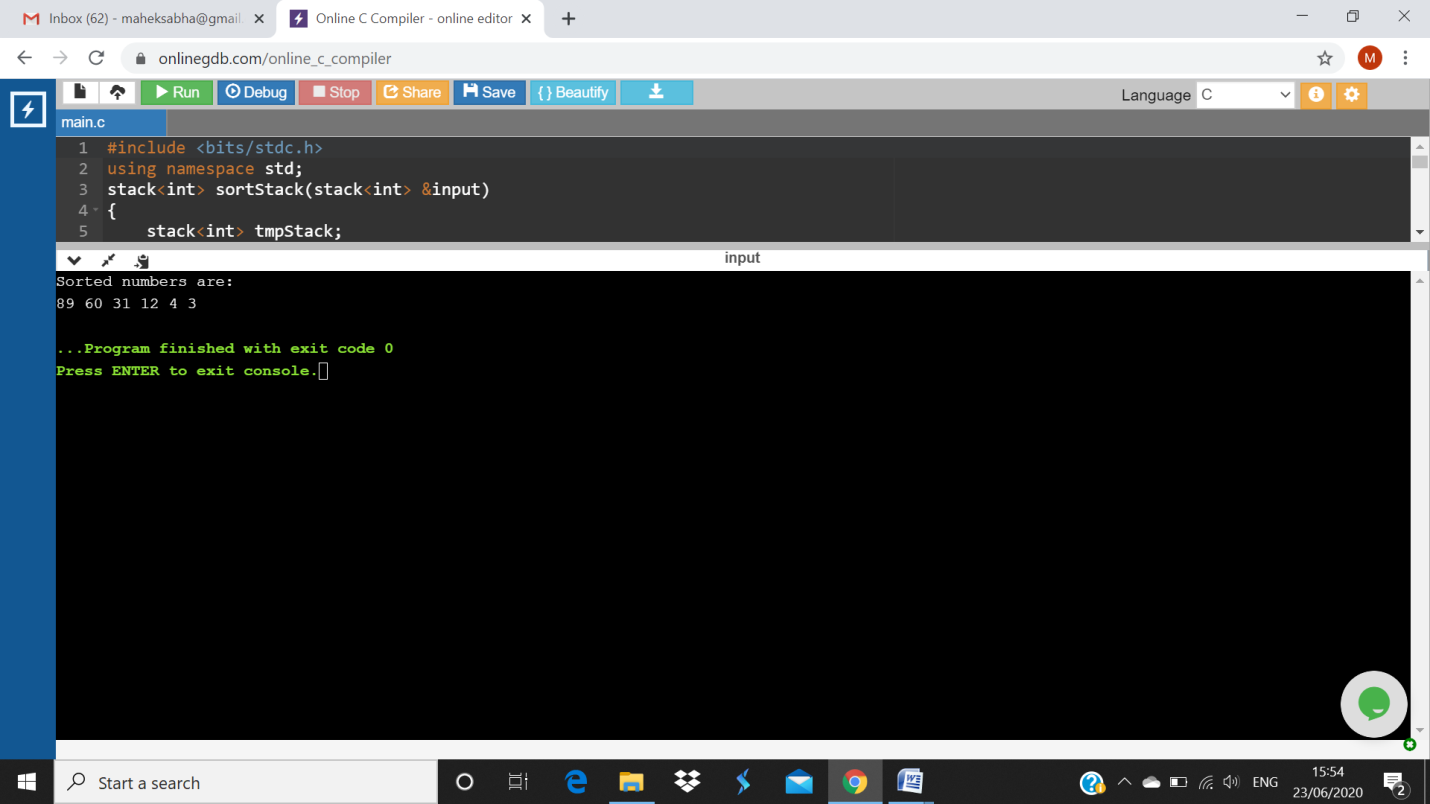 Inbox (62) - maheksabha@gmail.
Online C Compiler - online editor
onlinegdb.com/online_c_compiler
M
Run Debug Stop Share Save { } Beautify
Language C
main.c
1 #include <bits/stdc.h>
2 using namespace std;
3 stack<int> sortStack(stack<int> &input)
4 {
5 stack<int> tmpStack;
input
Sorted numbers are:
89 60 31 12 4 3
...Program finished with exit code 0
Press ENTER to exit console.
Start a search
ENG
15:54
23/06/2020
2